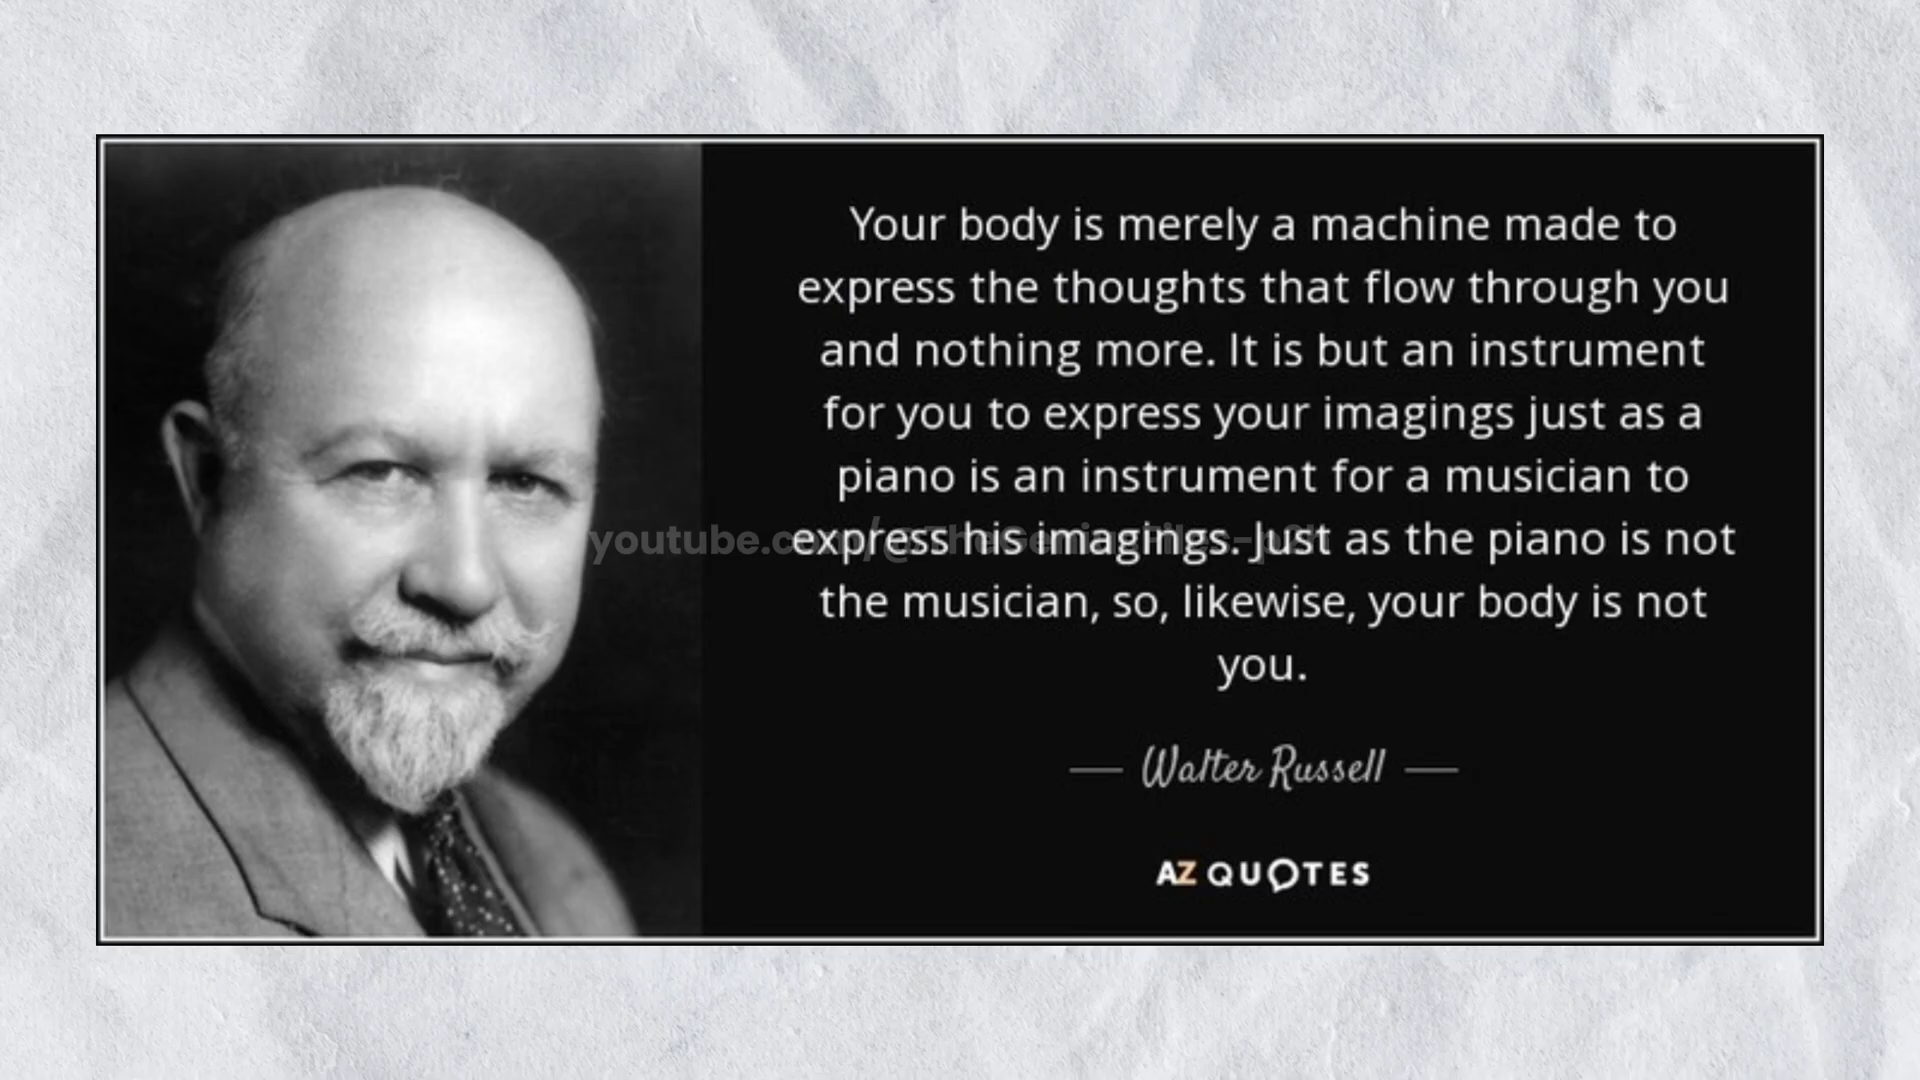 Your body is merely a machine made to
express the thoughts that flow through you
and nothing more. It is but an instrument
for you to express your imagings just as a
piano is an instrument for a musician to
express his imagings. Just as the piano is not
the musician, so, likewise, your body is not
you.
— Walter Russell —
AZ QUOTES